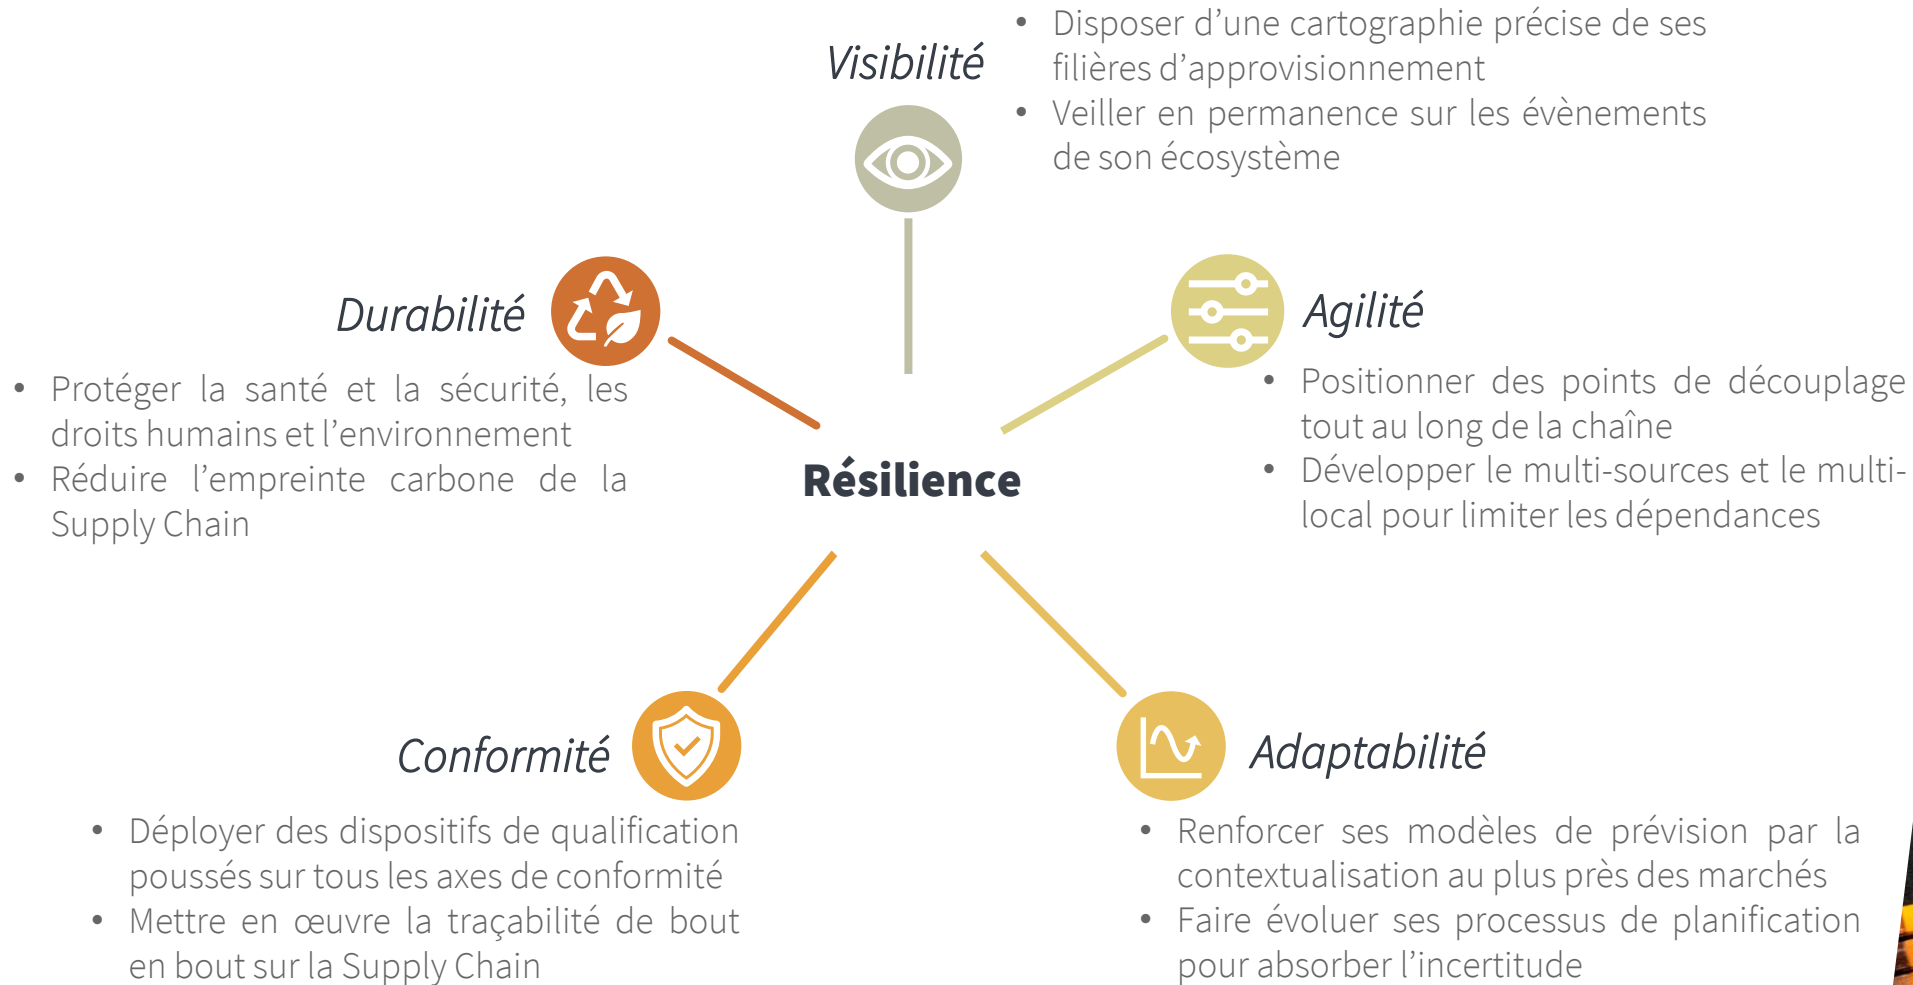 Visibilité
• Disposer d’une cartographie précise de ses
filières d’approvisionnement
• Veiller en permanence sur les évènements
de son écosystème
Durabilité
• Protéger la santé et la sécurité, les
droits humains et l’environnement
• Réduire l’empreinte carbone de la
Supply Chain
Agilité
• Positionner des points de découplage
tout au long de la chaîne
• Développer le multi-sources et le multi-
local pour limiter les dépendances
Résilience
Conformité
• Déployer des dispositifs de qualification
poussés sur tous les axes de conformité
• Mettre en œuvre la traçabilité de bout
en bout sur la Supply Chain
Adaptabilité
• Renforcer ses modèles de prévision par la
contextualisation au plus près des marchés
• Faire évoluer ses processus de planification
pour absorber l’incertitude